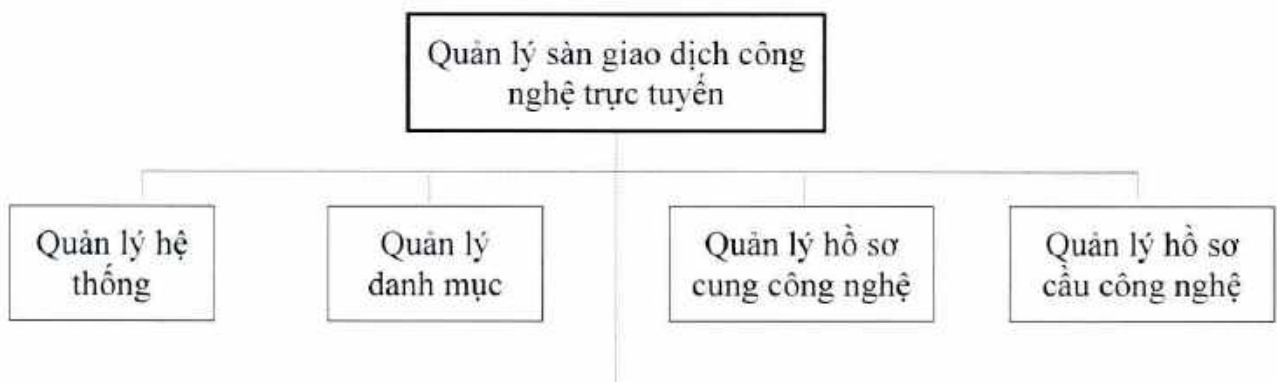 Quản lý sàn giao dịch công
nghệ trực tuyến
Quản lý hệ
thống
Quản lý
danh mục
Quản lý hồ sơ
cung công nghệ
Quản lý hồ sơ
cầu công nghệ